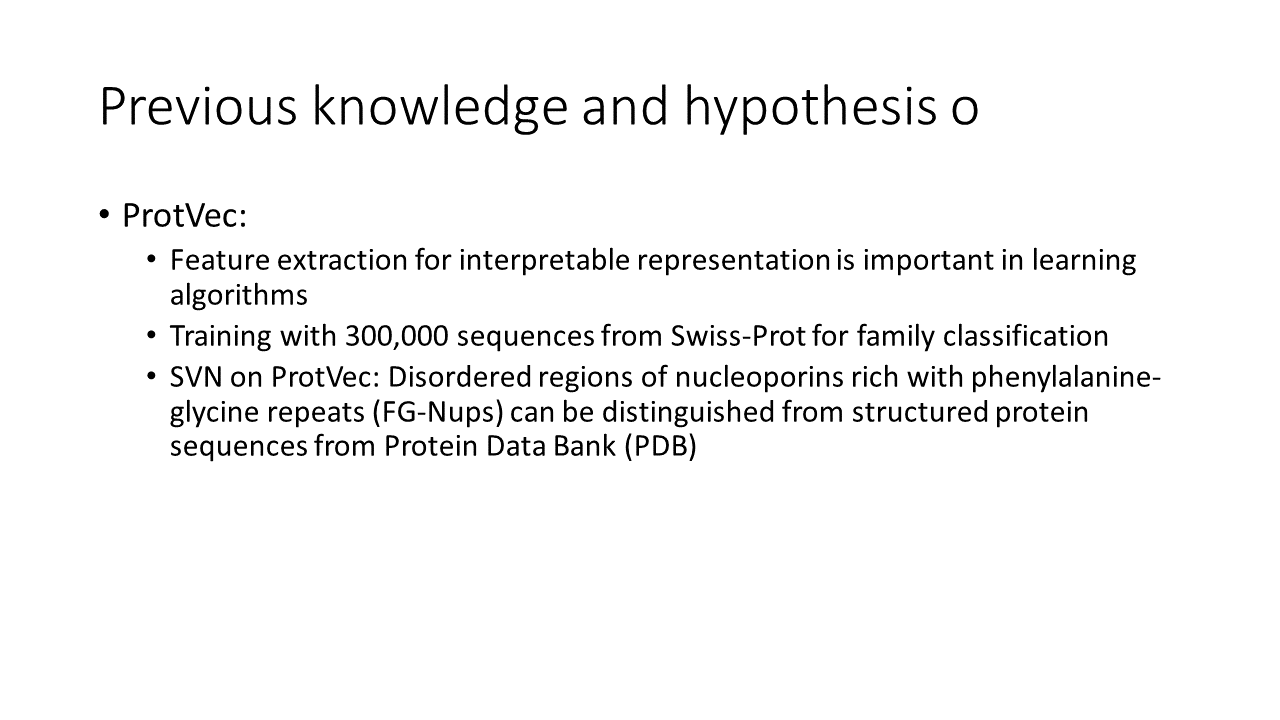 Previous knowledge and hypothesis o
• ProtVec:
• Feature extraction for interpretable representation is important in learning
algorithms
• Training with 300,000 sequences from Swiss-Prot for family classification
• SVN on ProtVec: Disordered regions of nucleoporins rich with phenylalanine-
glycine repeats (FG-Nups) can be distinguished from structured protein
sequences from Protein Data Bank (PDB)